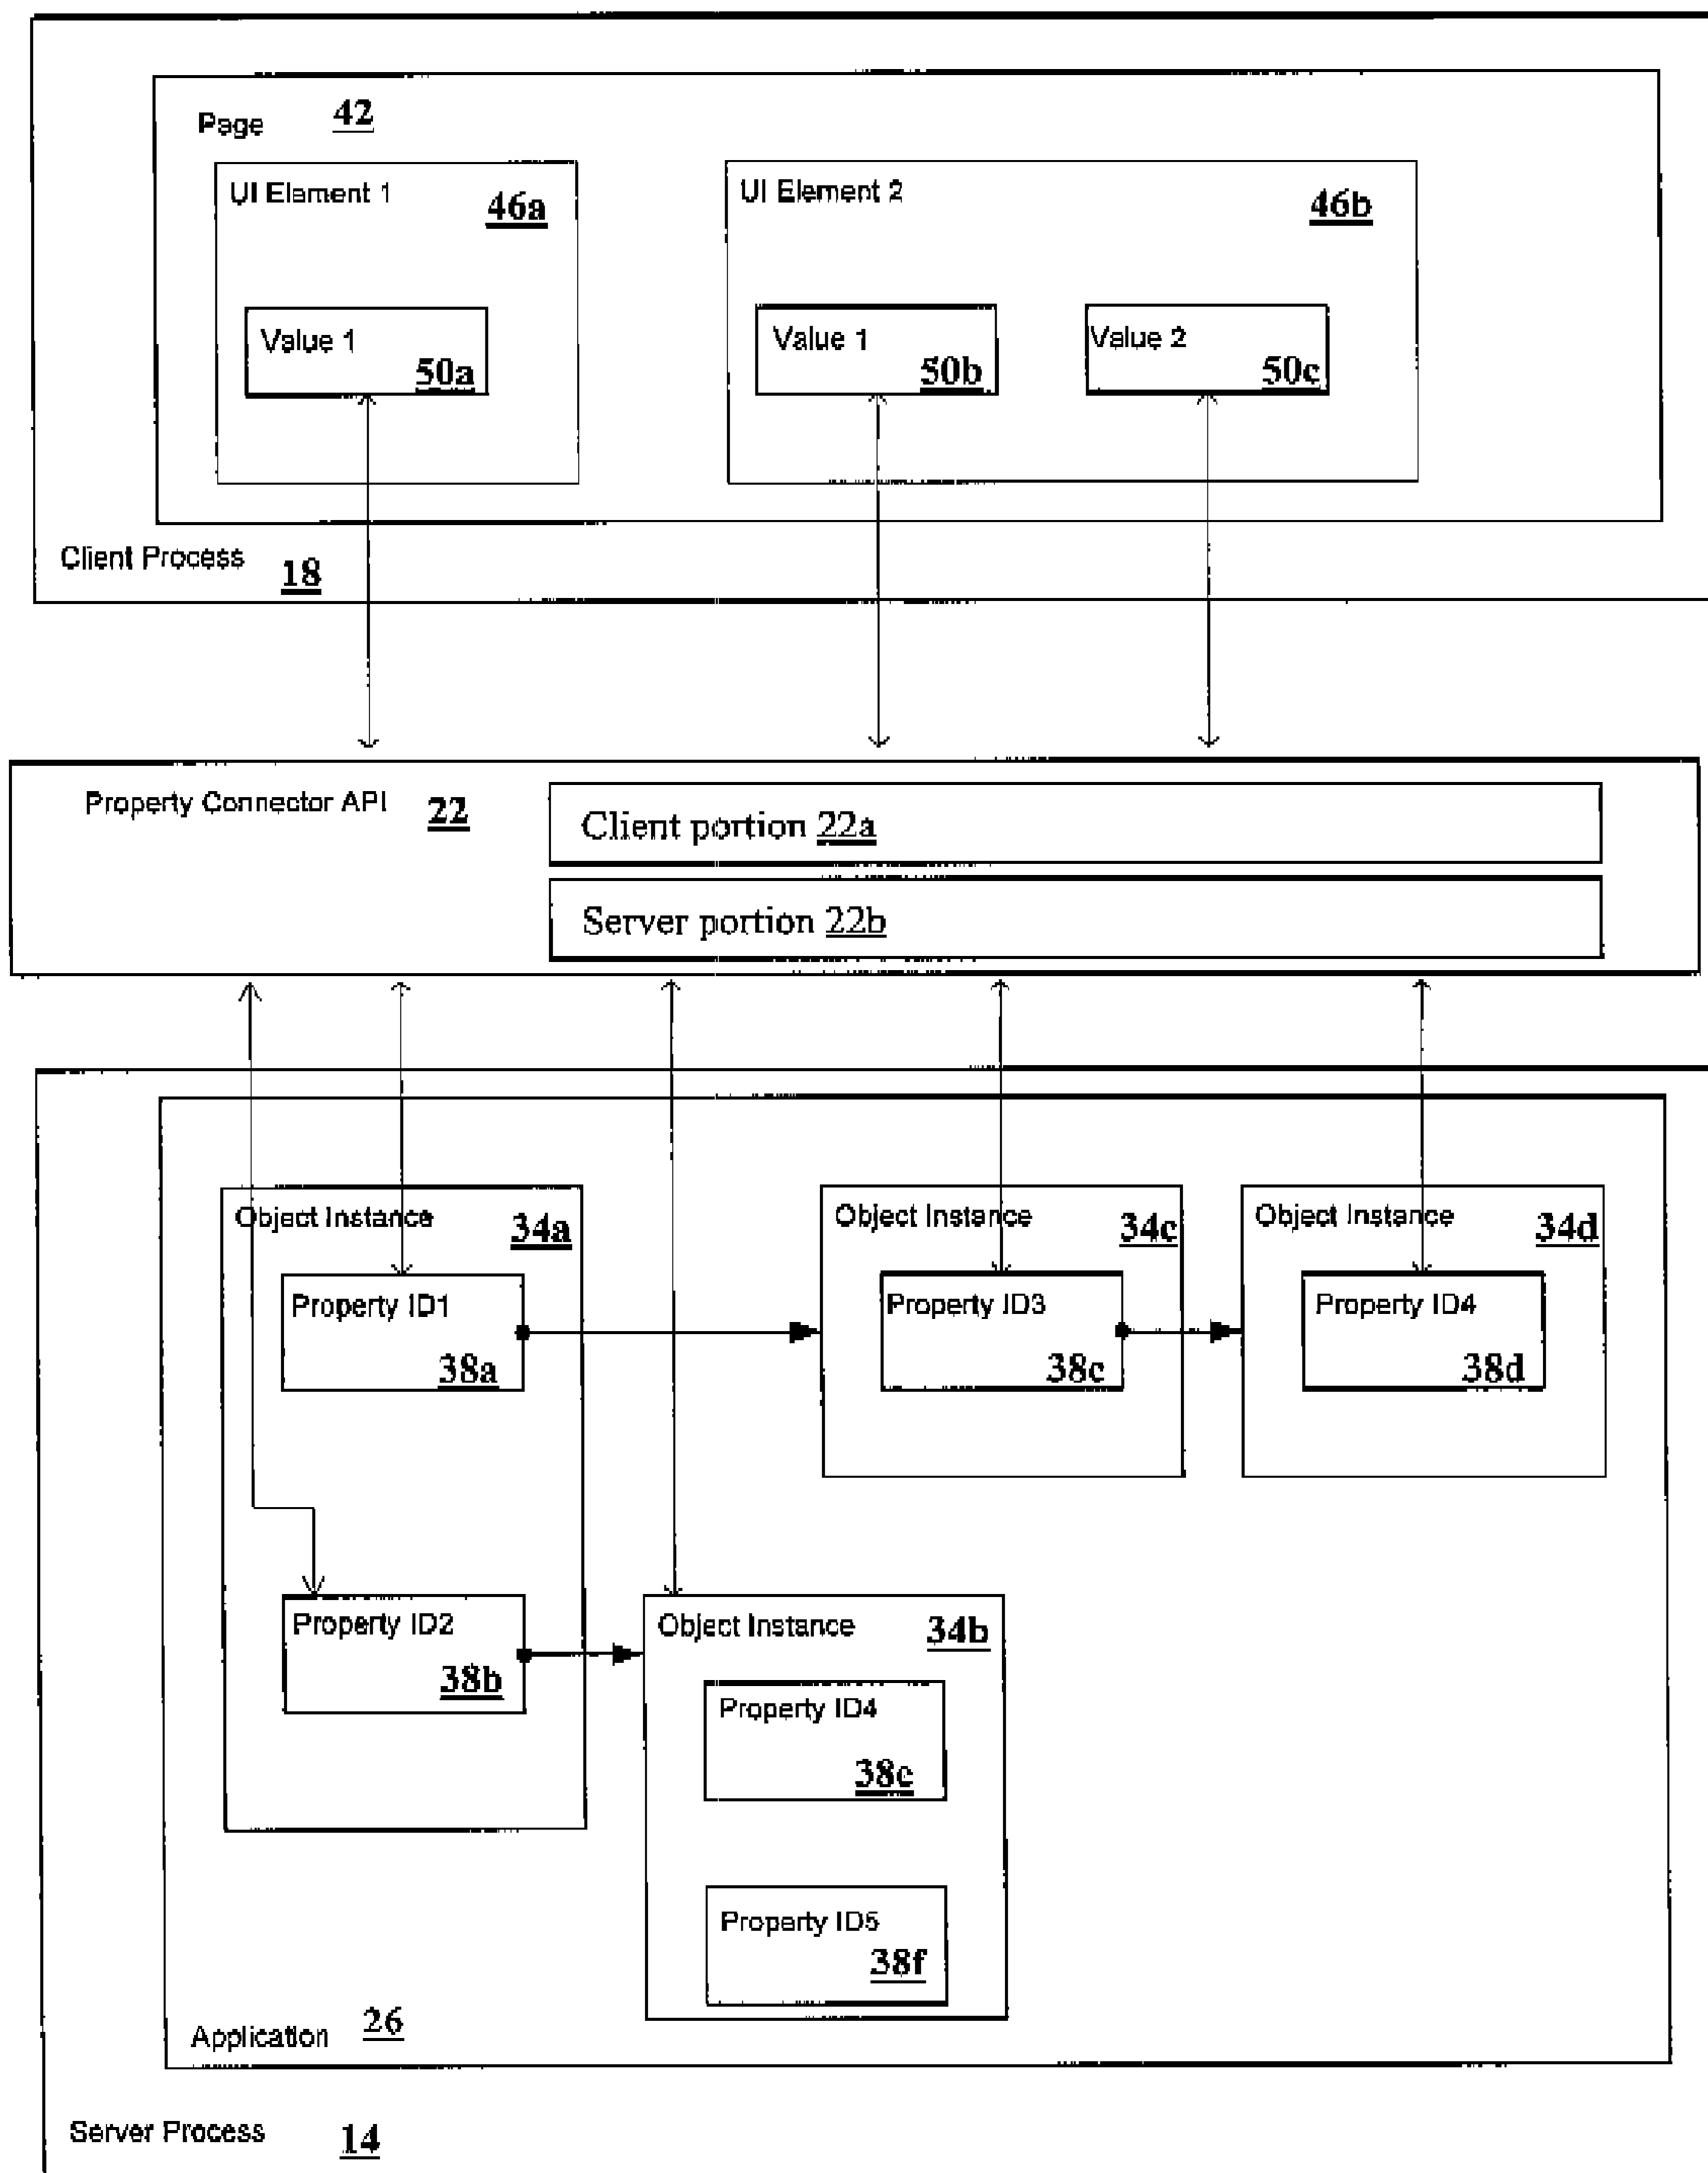 Page 42
UI Element 1 46a
UI Element 2 46b
Value 1 50a
Value 1 50b
Value 2 50c
Client Process 18
Property Connector API 22
Client portion 22a
Server portion 22b
Object Instance 34a
Object Instance 34c
Object Instance 34d
Property ID1 38a
Property ID3 38c
Property ID4 38d
Property ID2 38b
Object Instance 34b
Property ID4 38e
Property ID5 38f
Application 26
Server Process 14